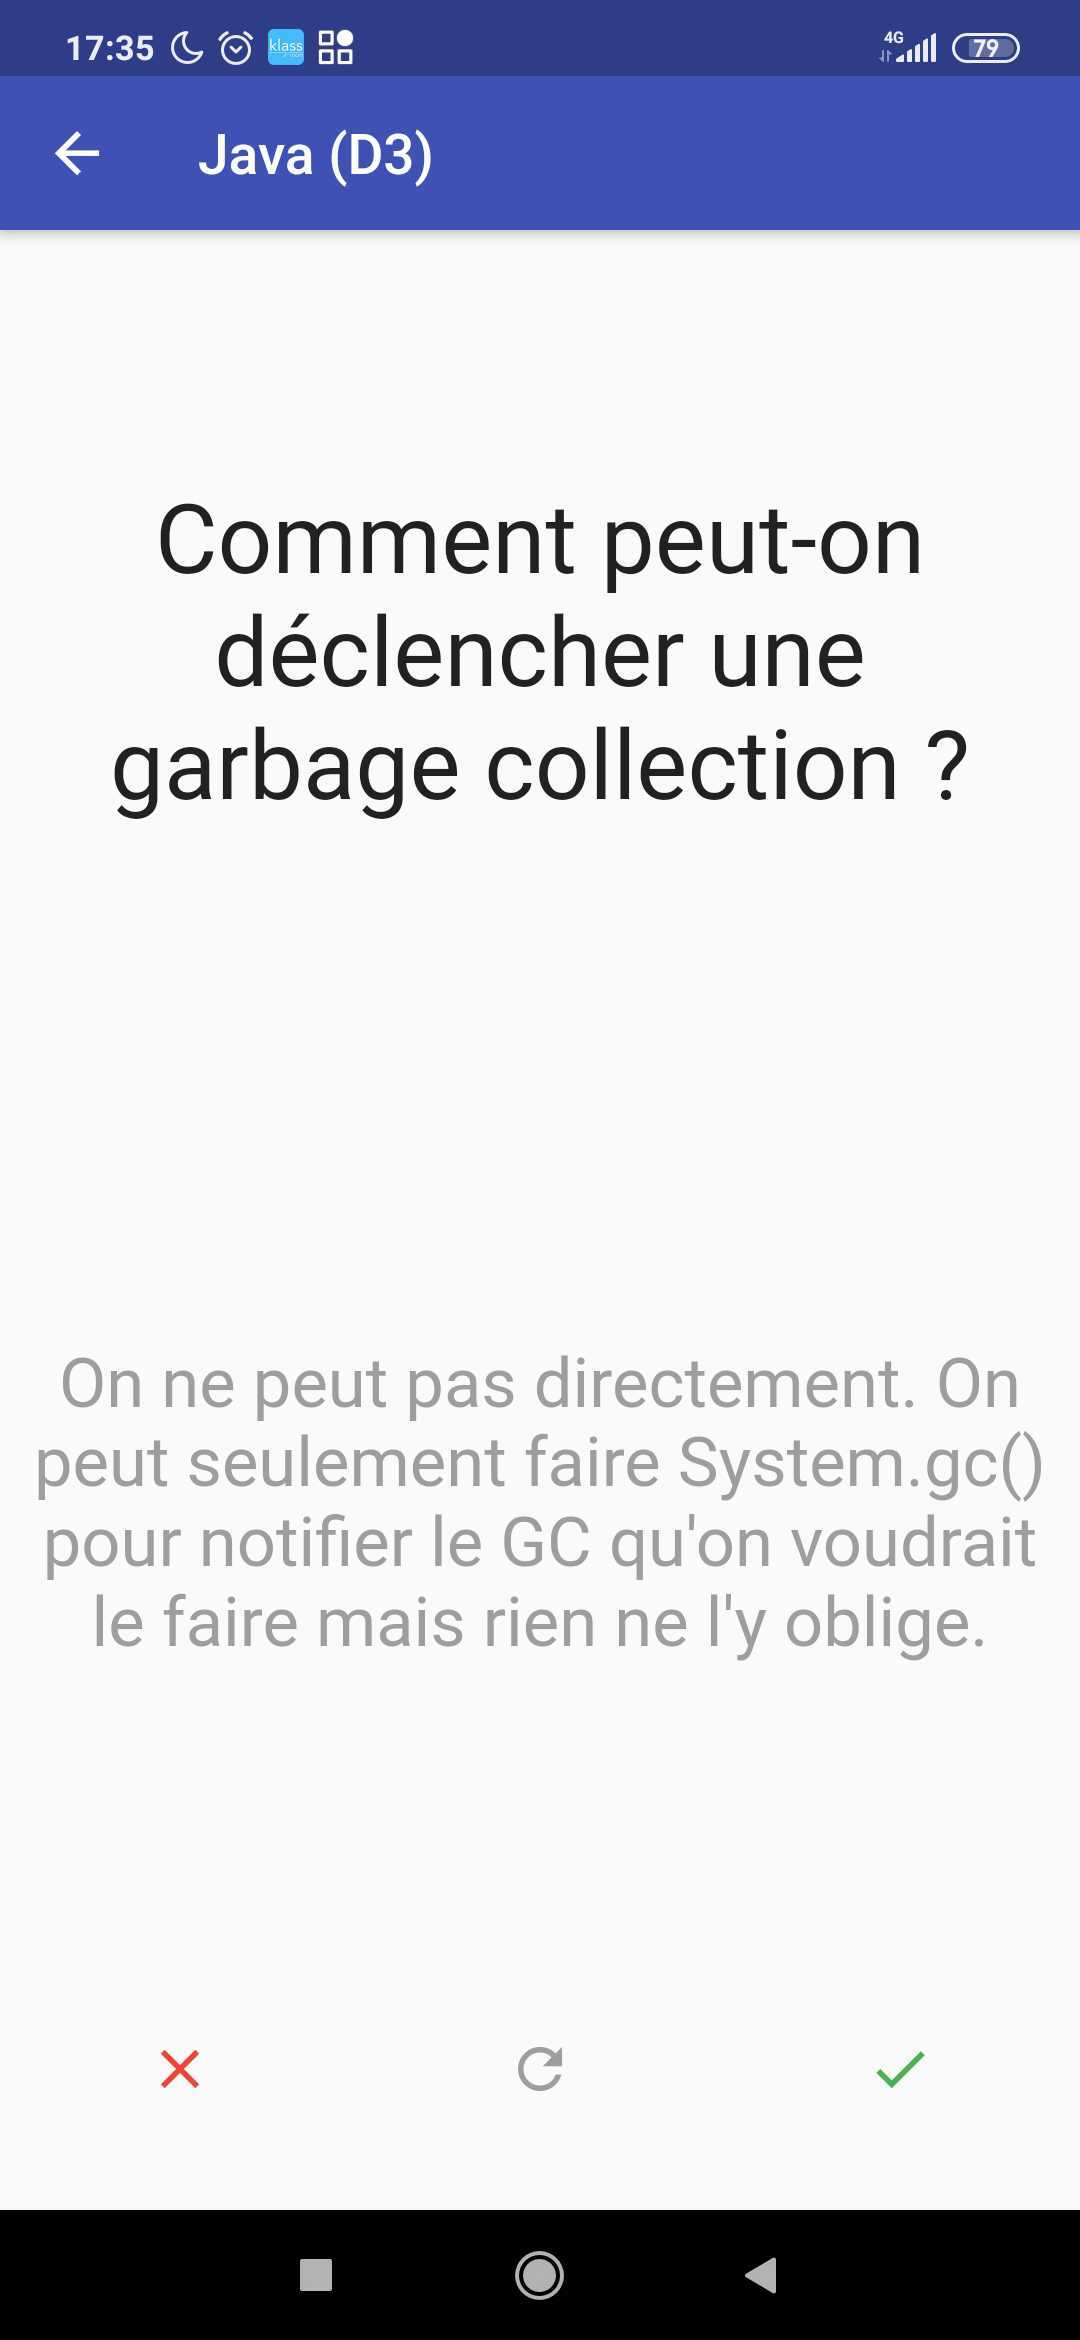 17:35
klass
4G
79
Java (D3)
Comment peut-on
déclencher une
garbage collection ?
On ne peut pas directement. On
peut seulement faire System.gc()
pour notifier le GC qu'on voudrait
le faire mais rien ne l'y oblige.